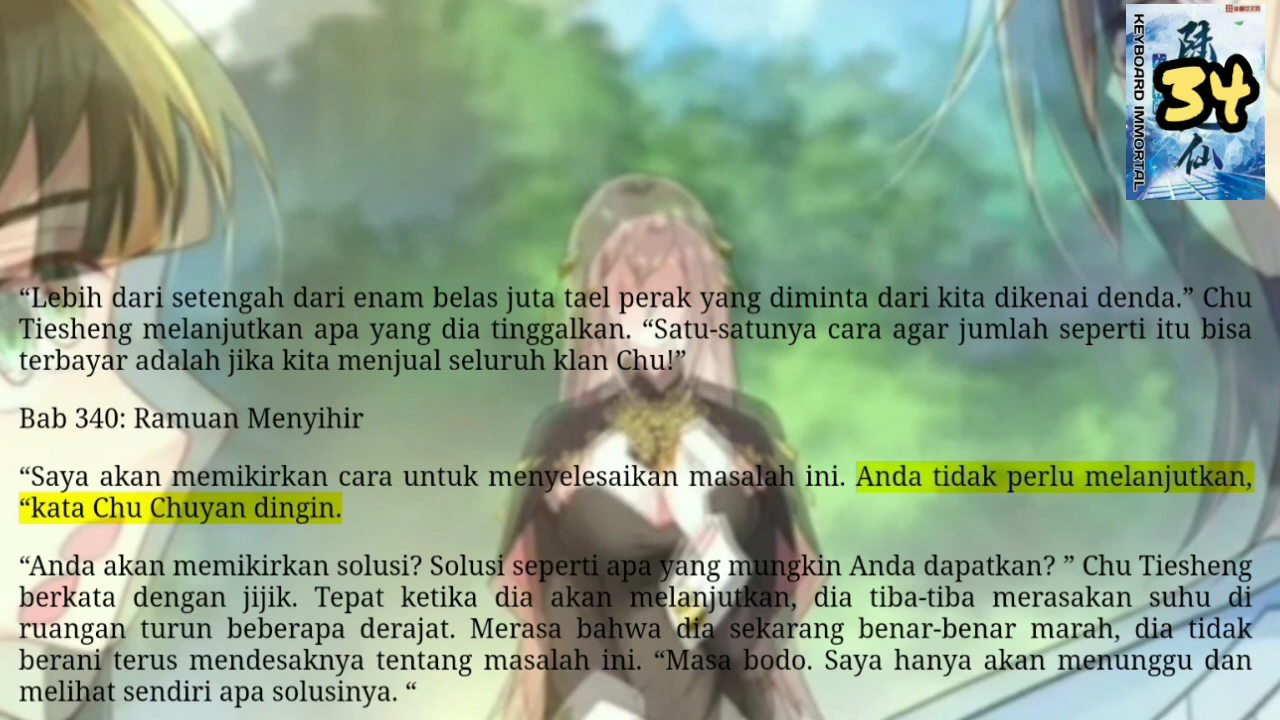 KEYBOARD IMMORTAL
34
仙
“Lebih dari setengah dari enam belas juta tael perak yang diminta dari kita dikenai denda.” Chu
Tiesheng melanjutkan apa yang dia tinggalkan. “Satu-satunya cara agar jumlah seperti itu bisa
terbayar adalah jika kita menjual seluruh klan Chu!”
Bab 340: Ramuan Menyihir
“Saya akan memikirkan cara untuk menyelesaikan masalah ini. Anda tidak perlu melanjutkan,
“kata Chu Chuyan dingin.
“Anda akan memikirkan solusi? Solusi seperti apa yang mungkin Anda dapatkan? ” Chu Tiesheng
berkata dengan jijik. Tepat ketika dia akan melanjutkan, dia tiba-tiba merasakan suhu di
ruangan turun beberapa derajat. Merasa bahwa dia sekarang benar-benar marah, dia tidak
berani terus mendesaknya tentang masalah ini. “Masa bodo. Saya hanya akan menunggu dan
melihat sendiri apa solusinya. “